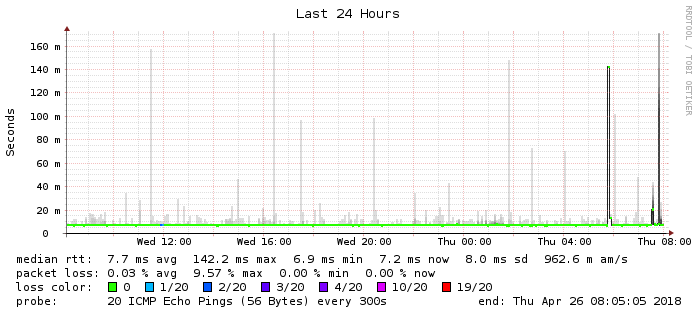 Last 24 Hours
RRDTOOL / TOBI OETIKER
Seconds
160 m
140 m
120 m
100 m
80 m
60 m
40 m
20 m
0
Wed 12:00 Wed 16:00 Wed 20:00 Thu 00:00 Thu 04:00 Thu 08:00
median rtt: 7.7 ms avg 142.2 ms max 6.9 ms min 7.2 ms now 8.0 ms sd 962.6 m am/s
packet loss: 0.03 % avg 9.57 % max 0.00 % min 0.00 % now
loss color: 0 1/20 2/20 3/20 4/20 10/20 19/20
probe: 20 ICMP Echo Pings (56 Bytes) every 300s end: Thu Apr 26 08:05:05 2018